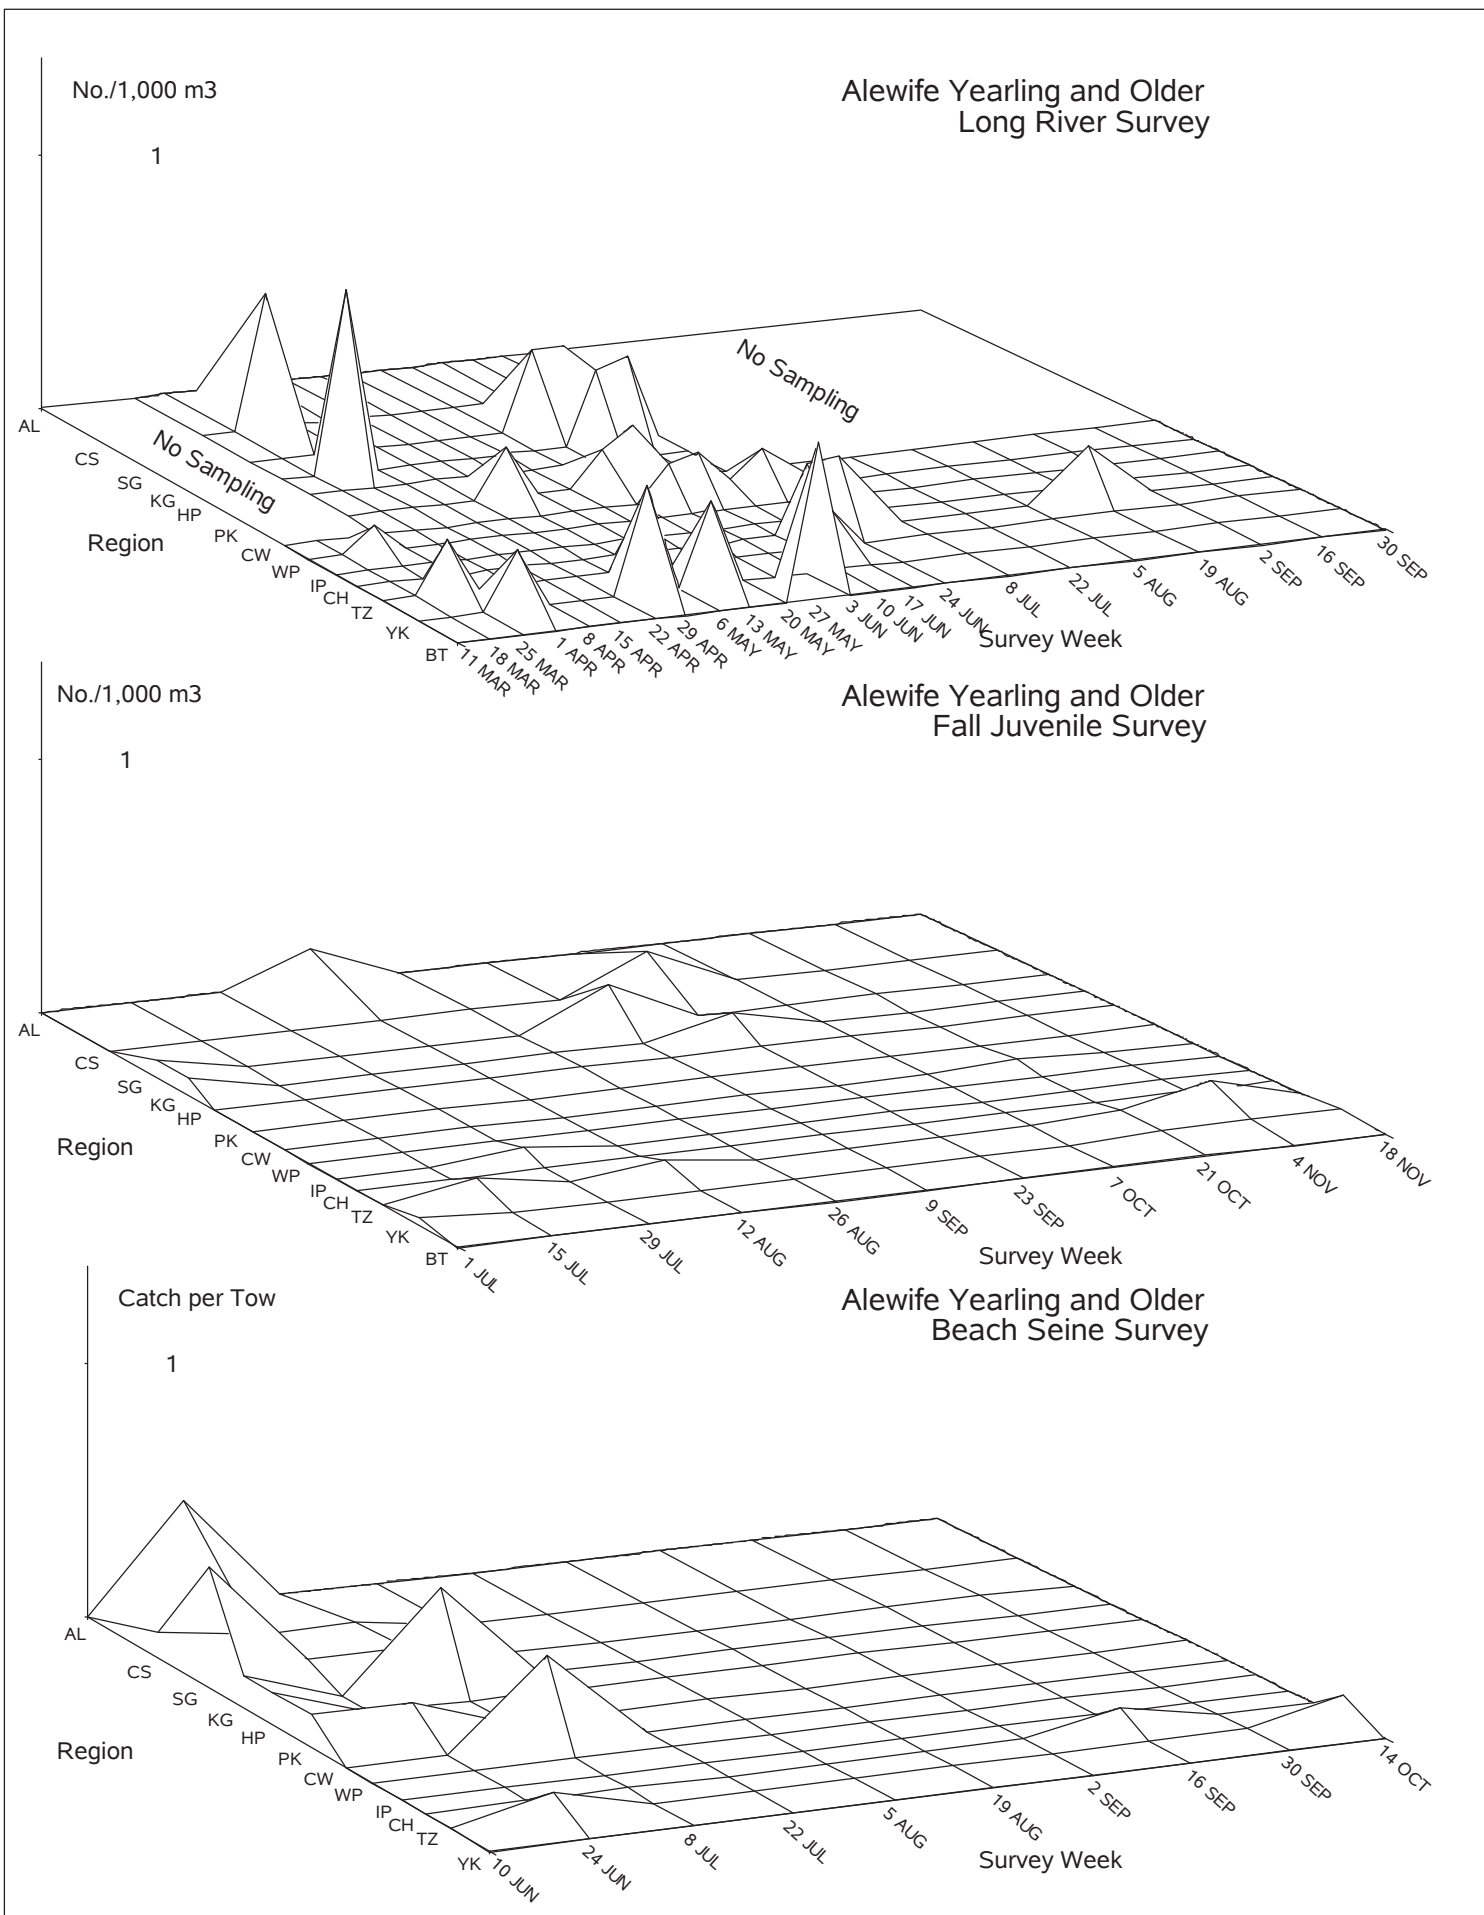 No./1,000 m3
1
Alewife Yearling and Older
Long River Survey
No Sampling
No Sampling
AL
CS
SG
KG
HP
PK
CW
WP
IP
CH
TZ
YK
BT
Region
11 MAR
18 MAR
25 MAR
1 APR
8 APR
15 APR
22 APR
29 APR
6 MAY
13 MAY
20 MAY
27 MAY
3 JUN
10 JUN
17 JUN
24 JUN
8 JUL
22 JUL
5 AUG
19 AUG
2 SEP
16 SEP
30 SEP
Survey Week
No./1,000 m3
1
Alewife Yearling and Older
Fall Juvenile Survey
AL
CS
SG
KG
HP
PK
CW
WP
IP
CH
TZ
YK
BT
Region
1 JUL
15 JUL
29 JUL
12 AUG
26 AUG
9 SEP
23 SEP
7 OCT
21 OCT
4 NOV
18 NOV
Survey Week
Catch per Tow
1
Alewife Yearling and Older
Beach Seine Survey
AL
CS
SG
KG
HP
PK
CW
WP
IP
CH
TZ
YK
Region
10 JUN
24 JUN
8 JUL
22 JUL
5 AUG
19 AUG
2 SEP
16 SEP
30 SEP
14 OCT
Survey Week